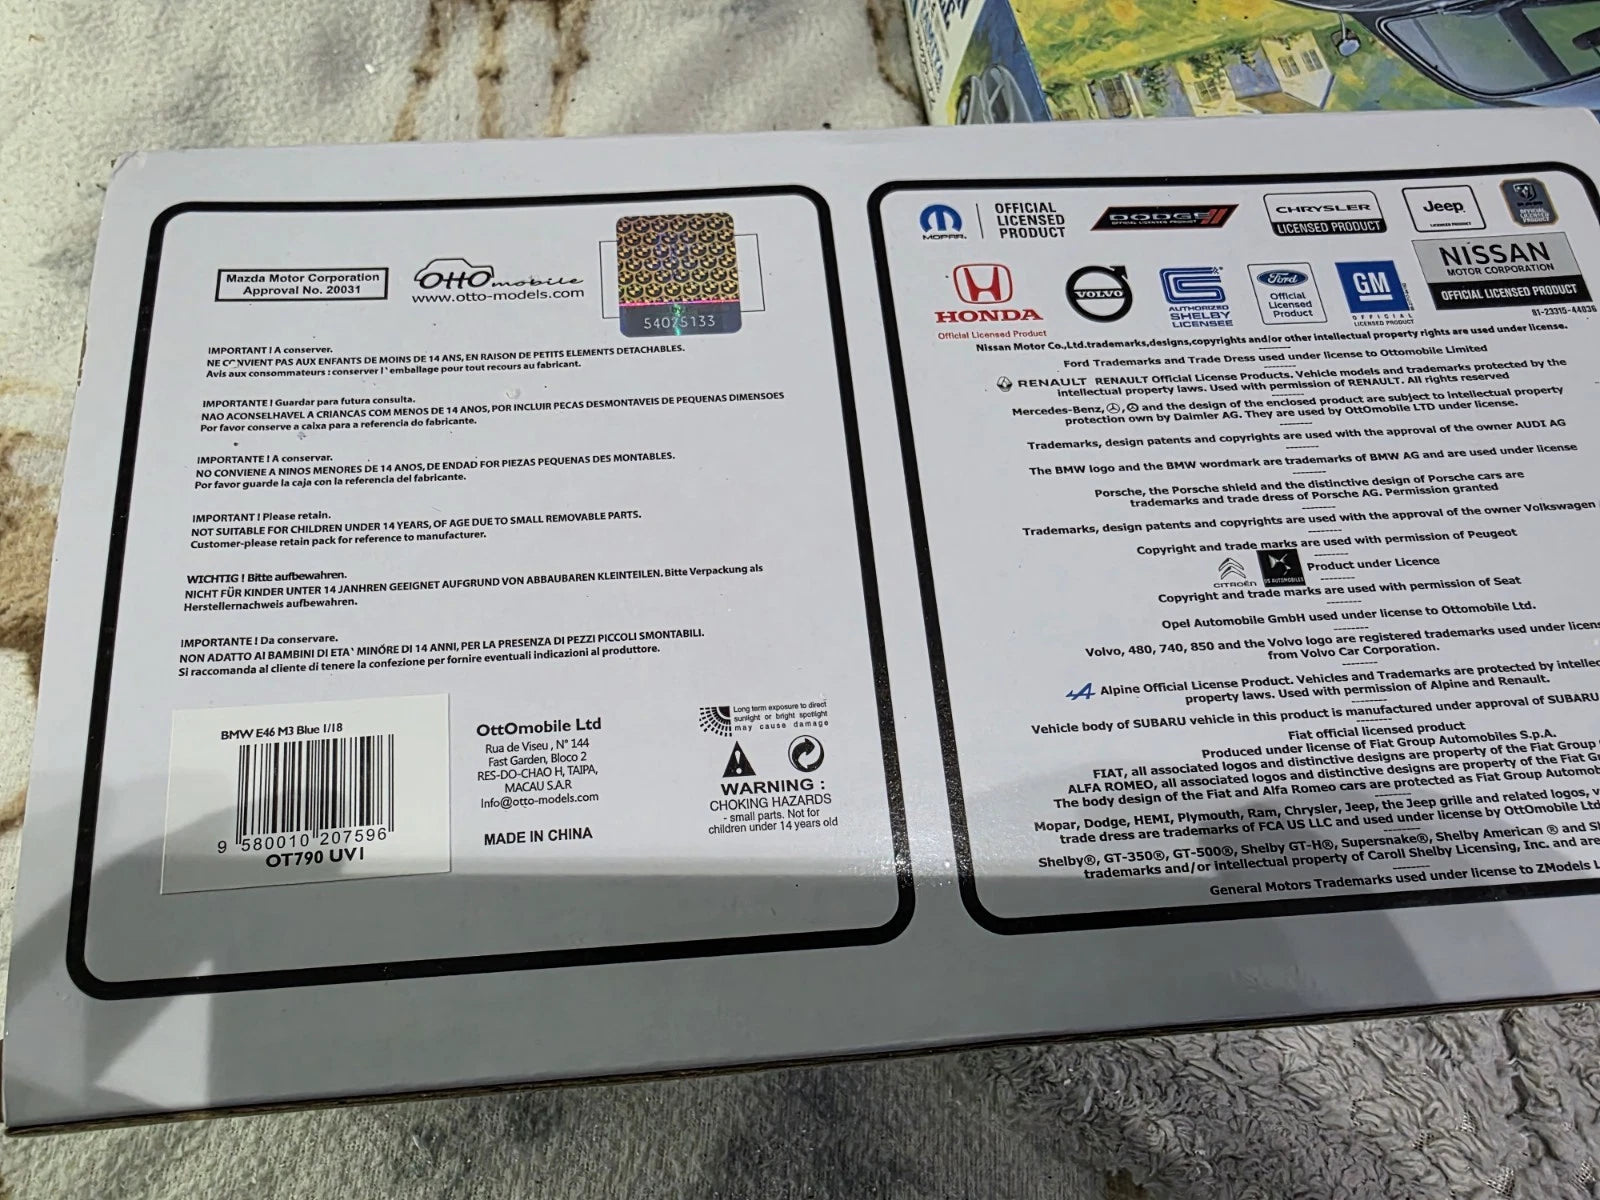 Mazda Motor Corporation
Approval No. 20031
OttOmobile
www.otto-models.com
54075133
IMPORTANT ! A conserver.
NE CONVIENT PAS AUX ENFANTS DE MOINS DE 14 ANS, EN RAISON DE PETITS ELEMENTS DETACHABLES.
Avis aux consommateurs : conserver l'emballage pour tout recours au fabricant.
IMPORTANTE ! Guardar para futura consulta.
NAO ACONSELHAVEL A CRIANCAS COM MENOS DE 14 ANOS, POR INCLUIR PECAS DESMONTAVEIS DE PEQUENAS DIMENSOES
Por favor conserve a caixa para a referencia do fabricante.
IMPORTANTE ! A conservar.
NO CONVIENE A NINOS MENORES DE 14 ANOS, DE ENDAD FOR PIEZAS PEQUENAS DES MONTABLES.
Por favor guarde la caja con la referencia del fabricante.
IMPORTANT ! Please retain.
NOT SUITABLE FOR CHILDREN UNDER 14 YEARS, OF AGE DUE TO SMALL REMOVABLE PARTS.
Customer-please retain pack for reference to manufacturer.
WICHTIG ! Bitte aufbewahren.
NICHT FÜR KINDER UNTER 14 JANHREN GEEIGNET AUFGRUND VON ABBAUBAREN KLEINTEILEN. Bitte Verpackung als
Herstellernachweis aufbewahren.
IMPORTANTE ! Da conservare.
NON ADATTO AI BAMBINI DI ETA` MINÓRE DI 14 ANNI, PER LA PRESENZA DI PEZZI PICCOLI SMONTABILI.
Si raccomanda al cliente di tenere la confezione per fornire eventuali indicazioni al produttore.
BMW E46 M3 Blue 1/18
9 580010 207596
OT790 UV1
OttOmobile Ltd
Rua de Viseu , N° 144
Fast Garden, Bloco 2
RES-DO-CHAO H, TAIPA,
MACAU S.A.R
Info@otto-models.com
MADE IN CHINA
Long term exposure to direct
sunlight or bright spotlight
may cause damage
WARNING :
CHOKING HAZARDS
- small parts. Not for
children under 14 years old
MOPAR.
OFFICIAL
LICENSED
PRODUCT
DODGE
OFFICIAL LICENSED PRODUCT
CHRYSLER
LICENSED PRODUCT
Jeep
LICENSED PRODUCT
OFFICIAL
LICENSED
PRODUCT
HONDA
Official Licensed Product
VOLVO
AUTHORIZED
SHELBY
LICENSEE
Ford
Official
Licensed
Product
GM
OFFICIAL
LICENSED PRODUCT
NISSAN
MOTOR CORPORATION
OFFICIAL LICENSED PRODUCT
81-23315-44036
Nissan Motor Co.,Ltd.trademarks,designs,copyrights and/or other intellectual property rights are used under license.
Ford Trademarks and Trade Dress used under license to Ottomobile Limited
RENAULT RENAULT Official License Products. Vehicle models and trademarks protected by the
intellectual property laws. Used with permission of RENAULT. All rights reserved
Mercedes-Benz, , and the design of the enclosed product are subject to intellectual property
protection own by Daimler AG. They are used by OttOmobile LTD under license.
Trademarks, design patents and copyrights are used with the approval of the owner AUDI AG
The BMW logo and the BMW wordmark are trademarks of BMW AG and are used under license
Porsche, the Porsche shield and the distinctive design of Porsche cars are
trademarks and trade dress of Porsche AG. Permission granted
Trademarks, design patents and copyrights are used with the approval of the owner Volkswagen
Copyright and trade marks are used with permission of Peugeot
CITROËN
DS AUTOMOBILES
Product under Licence
Copyright and trade marks are used with permission of Seat
Opel Automobile GmbH used under license to Ottomobile Ltd.
Volvo, 480, 740, 850 and the Volvo logo are registered trademarks used under licens
from Volvo Car Corporation.
Alpine Official License Product. Vehicles and Trademarks are protected by intellec
property laws. Used with permission of Alpine and Renault.
Vehicle body of SUBARU vehicle in this product is manufactured under approval of SUBARU
Fiat official licensed product
Produced under license of Fiat Group Automobiles S.p.A.
FIAT, all associated logos and distinctive designs are property of the Fiat Group
ALFA ROMEO, all associated logos and distinctive designs are property of the Fiat Gr
The body design of the Fiat and Alfa Romeo cars are protected as Fiat Group Automob
Mopar, Dodge, HEMI, Plymouth, Ram, Chrysler, Jeep, the Jeep grille and related logos, v
trade dress are trademarks of FCA US LLC and used under license by OttOmobile Ltd
Shelby®, GT-350®, GT-500®, Shelby GT-H®, Supersnake®, Shelby American ® and Sh
trademarks and/or intellectual property of Caroll Shelby Licensing, Inc. and are
General Motors Trademarks used under license to ZModels L